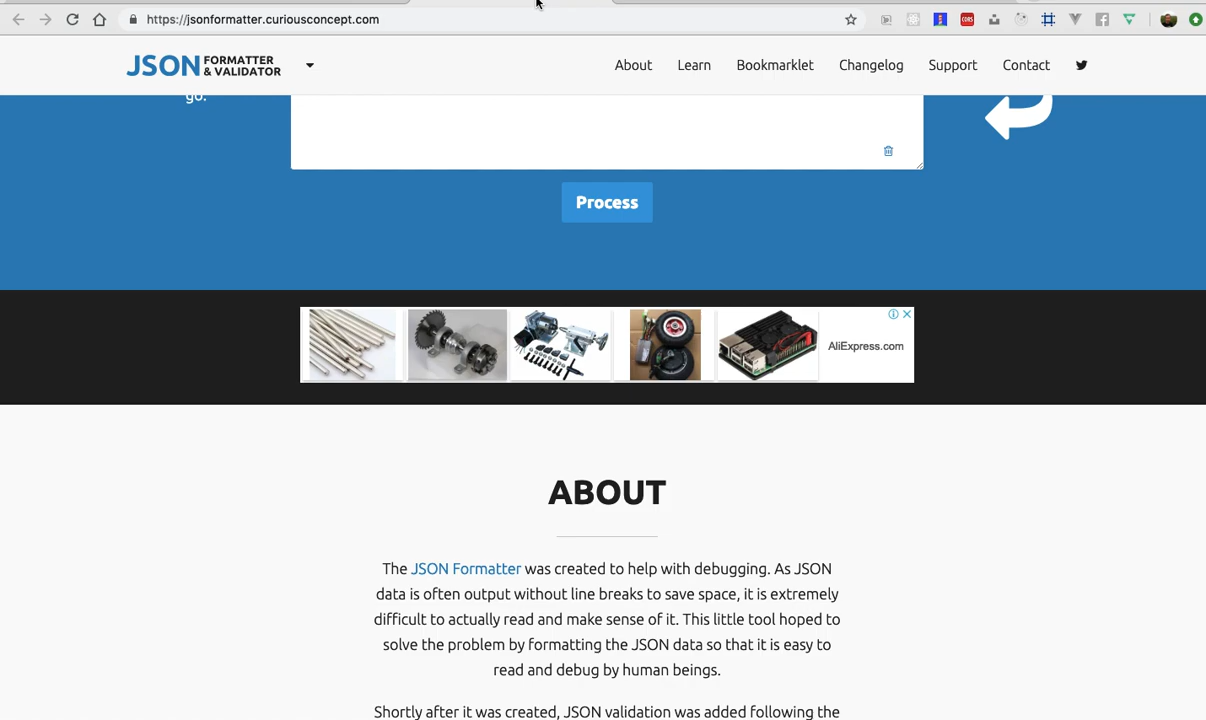 https://jsonformatter.curiousconcept.com
CORS
JSON FORMATTER & VALIDATOR
About Learn Bookmarklet Changelog Support Contact
go.
Process
AliExpress.com
ABOUT
The JSON Formatter was created to help with debugging. As JSON
data is often output without line breaks to save space, it is extremely
difficult to actually read and make sense of it. This little tool hoped to
solve the problem by formatting the JSON data so that it is easy to
read and debug by human beings.
Shortly after it was created, JSON validation was added following the